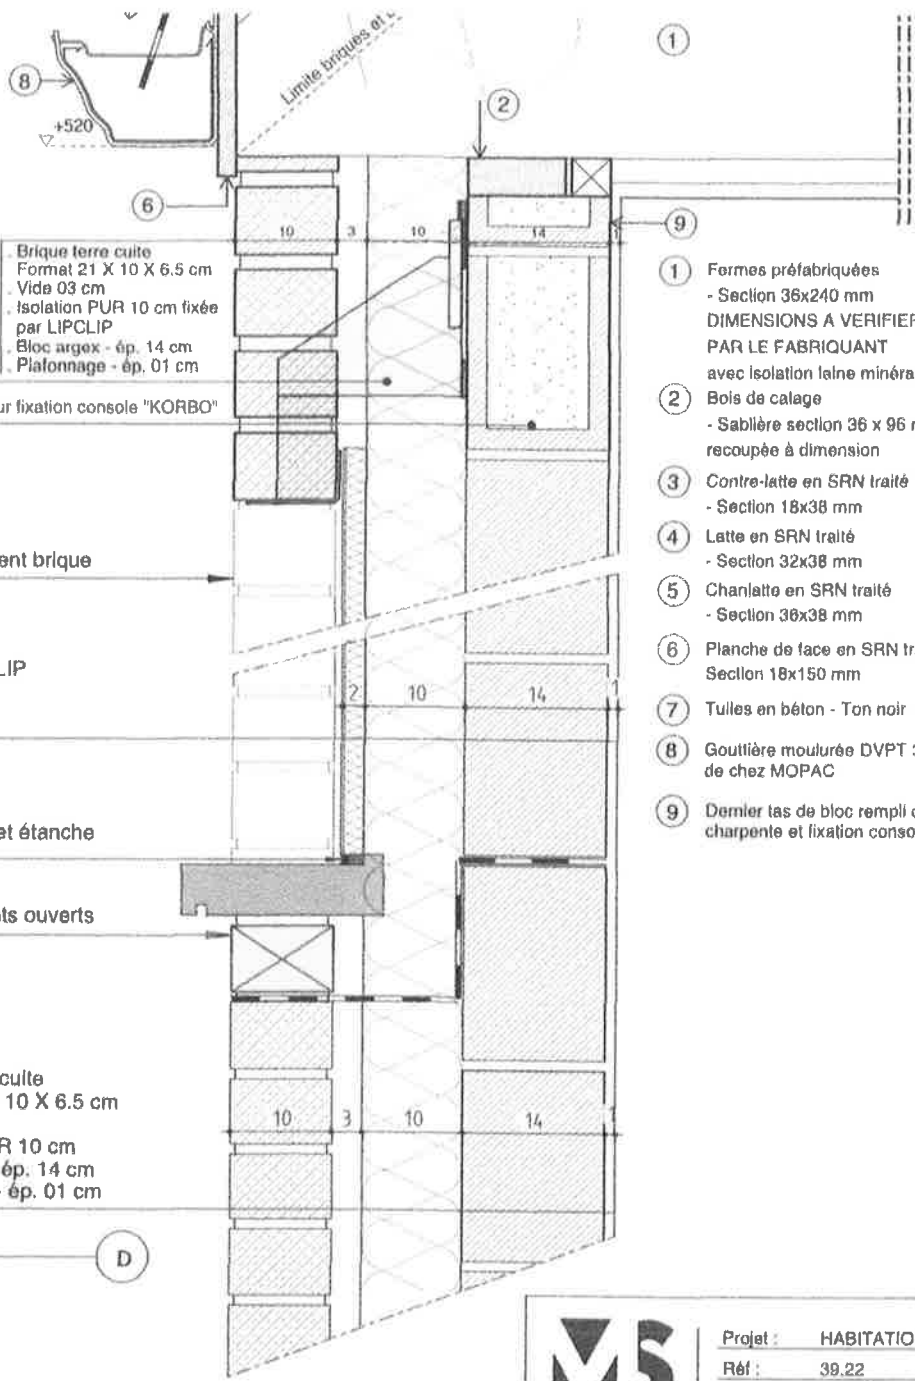 Limite briques et
1
8
2
+520
6
9
10 3 10 14 1
. Brique terre cuite
Format 21 X 10 X 6.5 cm
. Vide 03 cm
. Isolation PUR 10 cm fixée
par LIPCLIP
. Bloc argex - ép. 14 cm
. Plafonnage - ép. 01 cm
ur fixation console "KORBO"
1 Fermes préfabriquées
- Section 36x240 mm
DIMENSIONS A VERIFIER
PAR LE FABRIQUANT
avec isolation laine minéra
2 Bois de calage
- Sablière section 36 x 96
recoupée à dimension
3 Contre-latte en SRN traité
- Section 18x38 mm
4 Latte en SRN traité
- Section 32x38 mm
5 Chanlatte en SRN traité
- Section 36x38 mm
6 Planche de face en SRN tr
Section 18x150 mm
7 Tuiles en béton - Ton noir
8 Gouttière moulurée DVPT
de chez MOPAC
9 Dernier tas de bloc rempli
charpente et fixation conso
ent brique
LIP
2 10 14 1
et étanche
ts ouverts
cuite
10 X 6.5 cm
R 10 cm
ép. 14 cm
- ép. 01 cm
10 3 10 14 1
D
MS
Projet : HABITATIO
Réf : 39.22